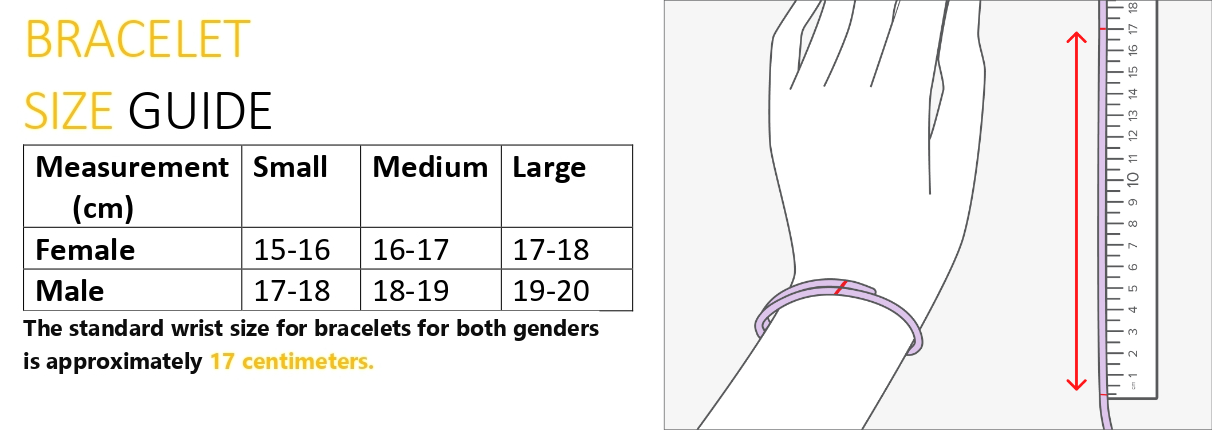 BRACELET
SIZE GUIDE
Measurement (cm) Small Medium Large
Female 15-16 16-17 17-18
Male 17-18 18-19 19-20
The standard wrist size for bracelets for both genders
is approximately 17 centimeters.
18
17
16
15
14
13
12
11
10
9
8
7
6
5
4
3
2
1
cm